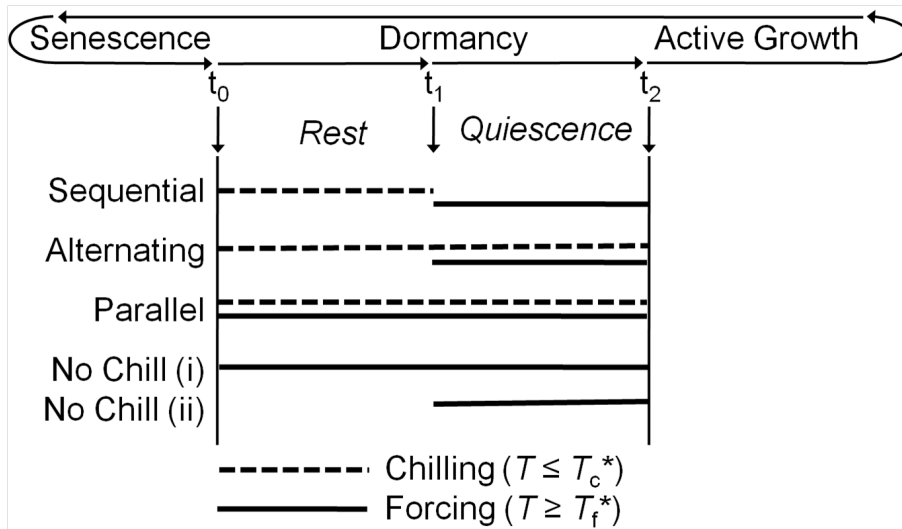 Senescence Dormancy Active Growth
t0 t1 t2
Rest Quiescence
Sequential
Alternating
Parallel
No Chill (i)
No Chill (ii)
Chilling (T ≤ Tc*)
Forcing (T ≥ Tf*)